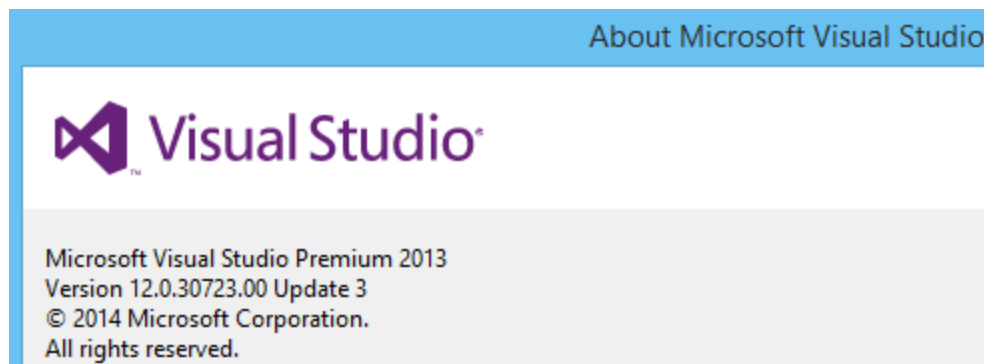 About Microsoft Visual Studio
Visual Studio®
™
Microsoft Visual Studio Premium 2013
Version 12.0.30723.00 Update 3
© 2014 Microsoft Corporation.
All rights reserved.